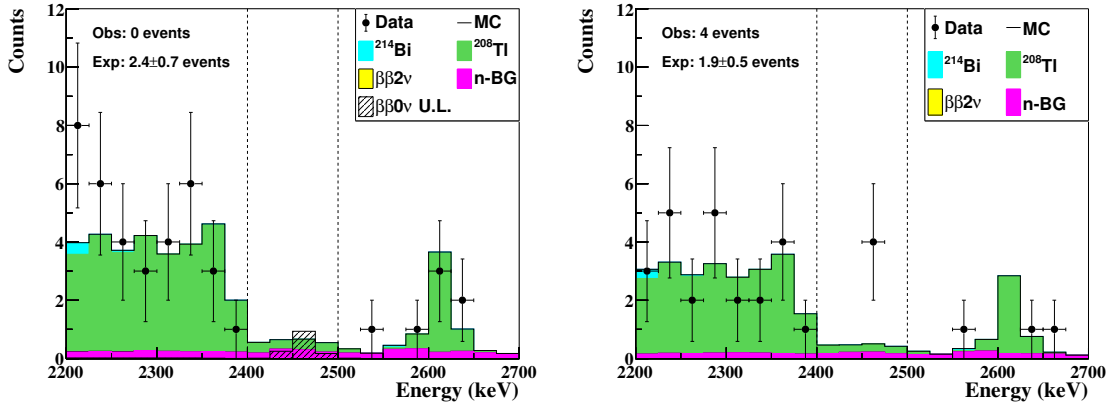 Counts
12
10
8
6
4
2
0
Obs: 0 events
Exp: 2.4±0.7 events
Data
MC
²¹⁴Bi
²⁰⁸Tl
ββ2ν
n-BG
ββ0ν U.L.
2200 2300 2400 2500 2600 2700
Energy (keV)
Counts
12
10
8
6
4
2
0
Obs: 4 events
Exp: 1.9±0.5 events
Data
MC
²¹⁴Bi
²⁰⁸Tl
ββ2ν
n-BG
2200 2300 2400 2500 2600 2700
Energy (keV)